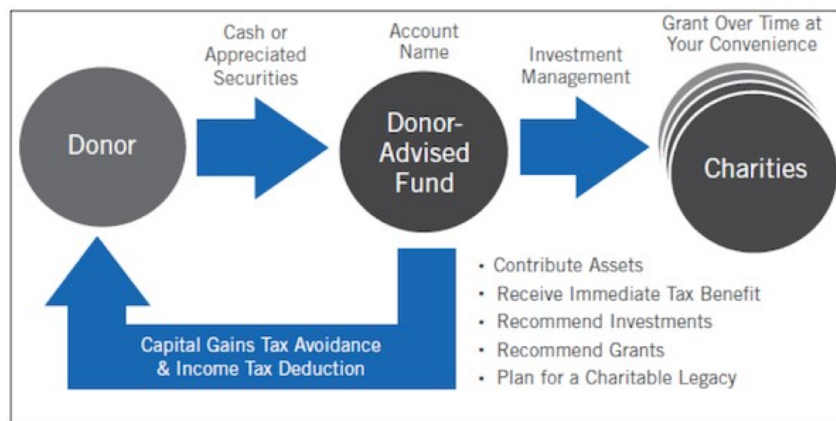 Cash or
Appreciated
Securities
Account
Name
Investment
Management
Grant Over Time at
Your Convenience
Donor
Donor-
Advised
Fund
Charities
Capital Gains Tax Avoidance
& Income Tax Deduction
• Contribute Assets
• Receive Immediate Tax Benefit
• Recommend Investments
• Recommend Grants
• Plan for a Charitable Legacy